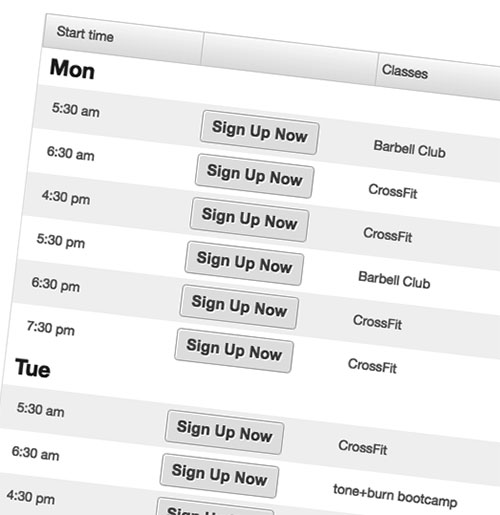 Start time Classes
Mon
5:30 am Sign Up Now Barbell Club
6:30 am Sign Up Now CrossFit
4:30 pm Sign Up Now CrossFit
5:30 pm Sign Up Now Barbell Club
6:30 pm Sign Up Now CrossFit
7:30 pm Sign Up Now CrossFit
Tue
5:30 am Sign Up Now CrossFit
6:30 am Sign Up Now tone+burn bootcamp
4:30 pm Sign Up Now